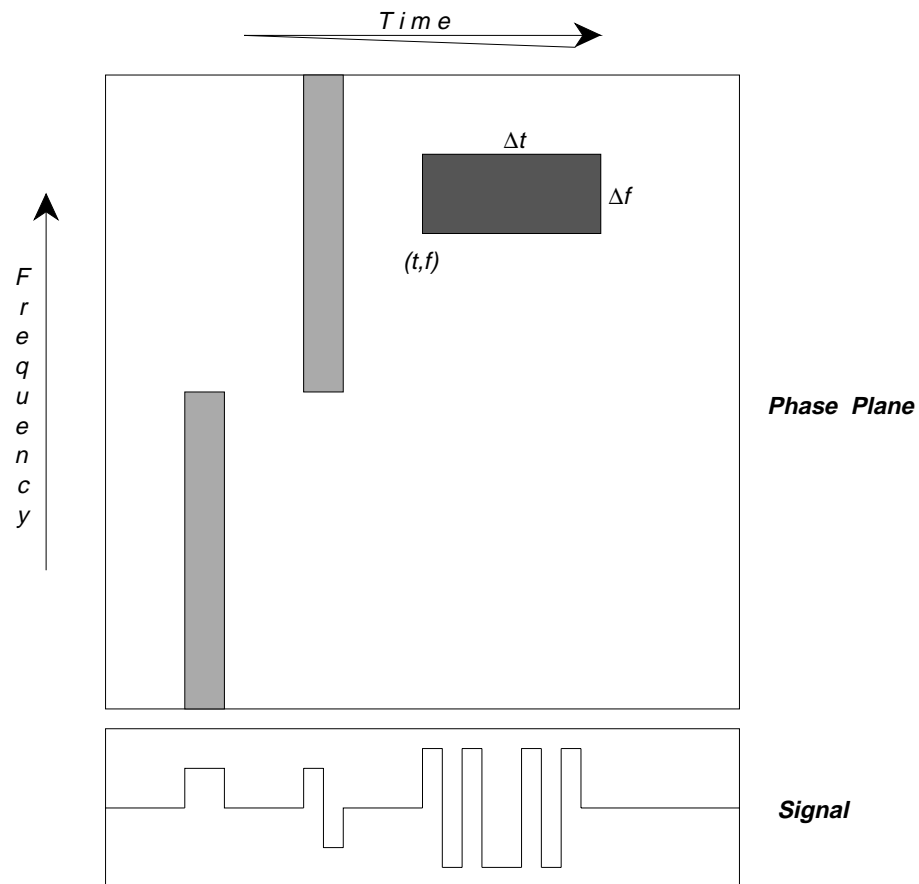 Time
Δt
Δf
(t,f)
Frequency
Phase Plane
Signal